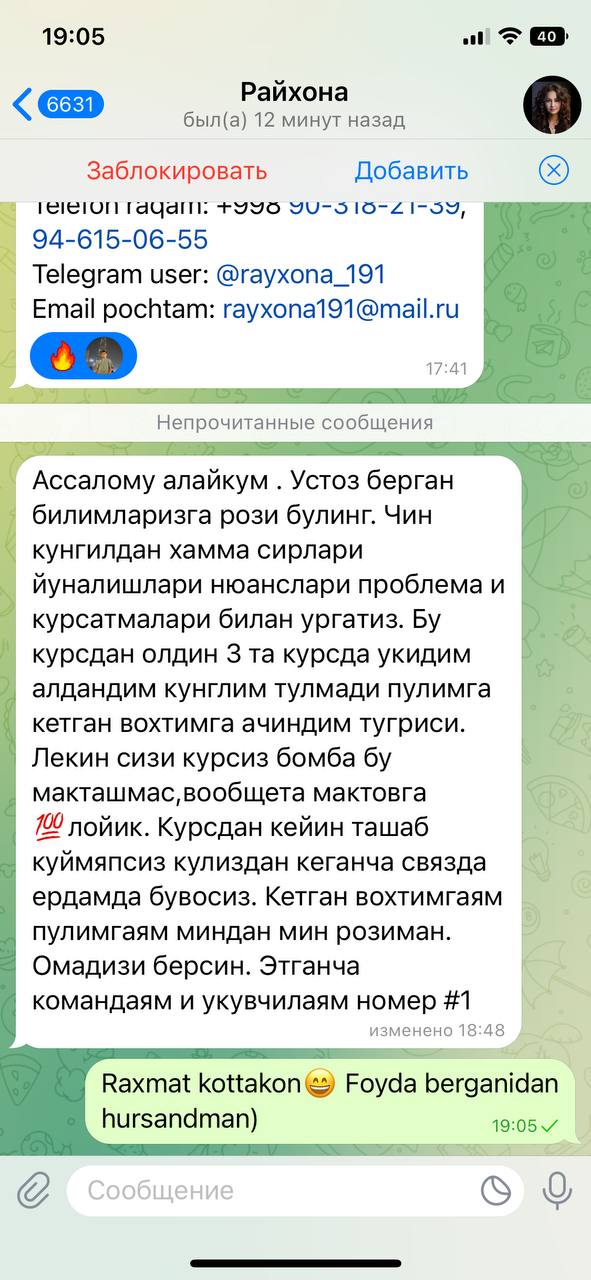 19:05
40
6631
Райхона
был(а) 12 минут назад
Заблокировать
Добавить
Telefon raqam: +998 90-318-21-39,
94-615-06-55
Telegram user: @rayxona_191
Email pochtam: rayxona191@mail.ru
17:41
Непрочитанные сообщения
Ассалому алайкум . Устоз берган
билимларизга рози булинг. Чин
кунгилдан хамма сирлари
йуналишлари нюанслари проблема и
курсатмалари билан ургатиз. Бу
курсдан олдин 3 та курсда укидим
алдандим кунглим тулмади пулимга
кетган вохтимга ачиндим тугриси.
Лекин сизи курсиз бомба бу
макташмас,вообщета мактовга
💯лойик. Курсдан кейин ташаб
куймяпсиз кулиздан кеганча связда
ердамда бувосиз. Кетган вохтимгаям
пулимгаям миндан мин розиман.
Омадизи берсин. Этганча
командаям и укувчилаям номер #1
изменено 18:48
Raxmat kottakon😄 Foyda berganidan
hursandman)
19:05
Сообщение